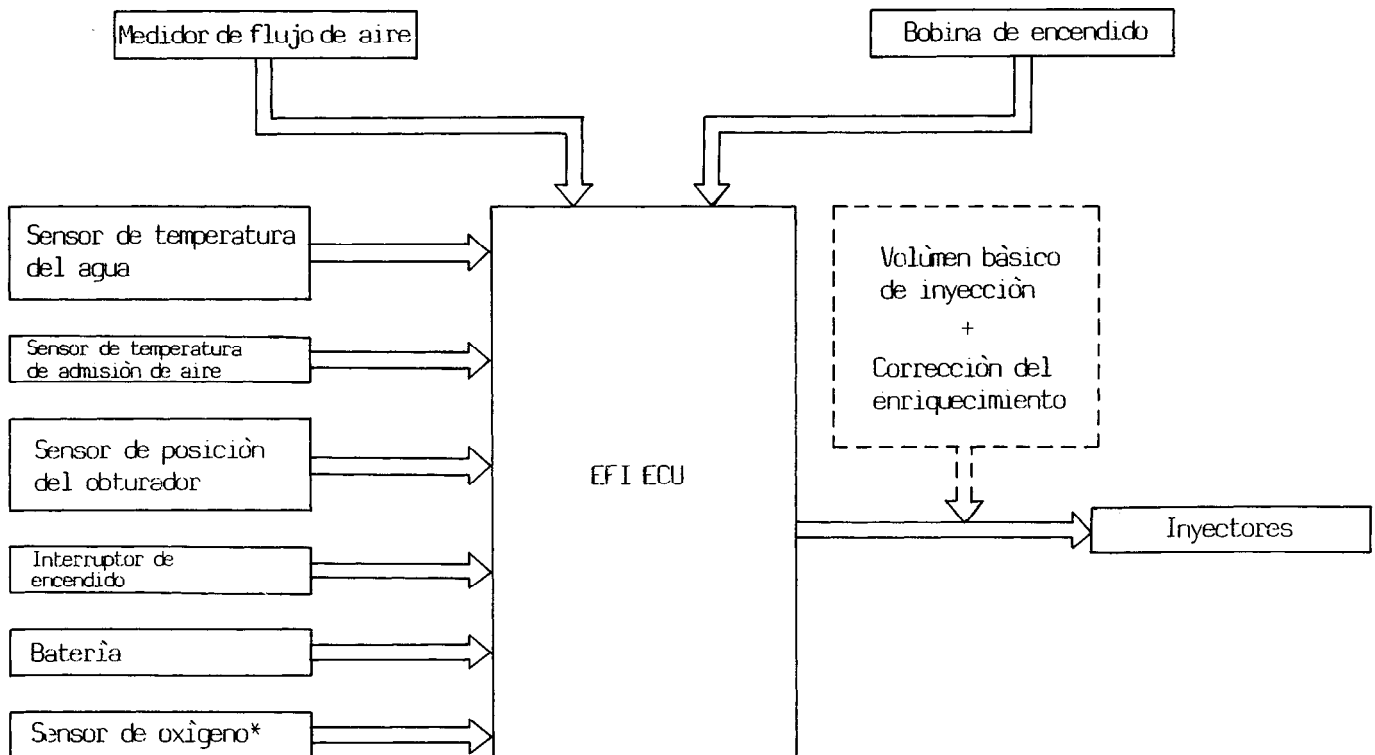 Medidor de flujo de aire
Bobina de encendido
Sensor de temperatura
del agua
Sensor de temperatura
de admisiòn de aire
Sensor de posiciòn
del obturador
Interruptor de
encendido
Baterìa
Sensor de oxìgeno*
EFI ECU
Volùmen bàsico
de inyecciòn
+
Correcciòn del
enriquecimiento
Inyectores